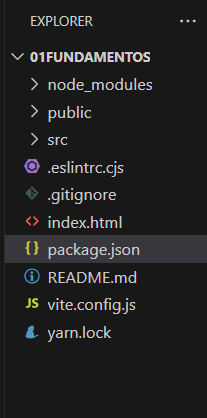 EXPLORER ...
01FUNDAMENTOS
node_modules
public
src
.eslintrc.cjs
.gitignore
index.html
{} package.json
README.md
JS vite.config.js
yarn.lock